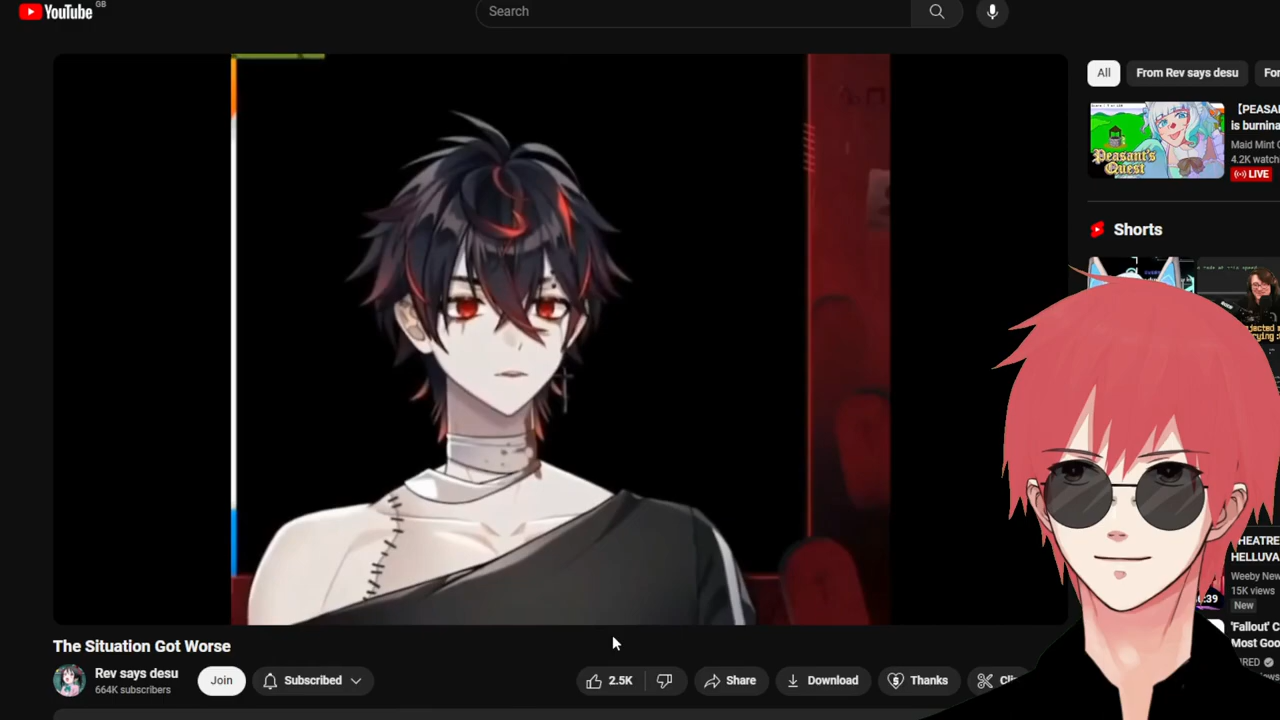 YouTube GB
Search
All
From Rev says desu
【PEASA
is burnina
Maid Mint C
4.2K watch
LIVE
Peasant's
Quest
Shorts
HEATRE
HELLUVA
Weeby New
15K views
New
:39
'Fallout' C
Most Goo
The Situation Got Worse
Rev says desu
664K subscribers
Join
Subscribed
2.5K
Share
Download
Thanks